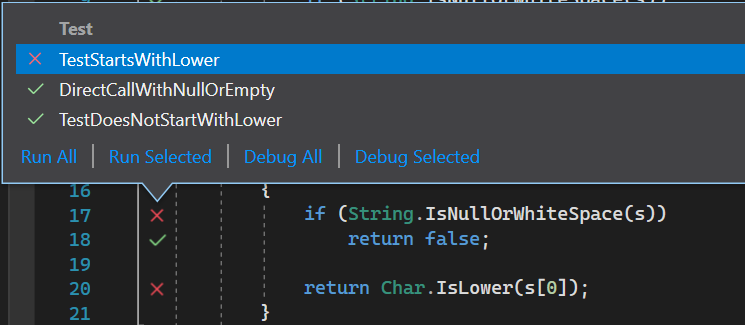 Test
TestStartsWithLower
DirectCallWithNullOrEmpty
TestDoesNotStartWithLower
Run All | Run Selected | Debug All | Debug Selected
16 {
17 if (String.IsNullOrWhiteSpace(s))
18 return false;
19
20 return Char.IsLower(s[0]);
21 }